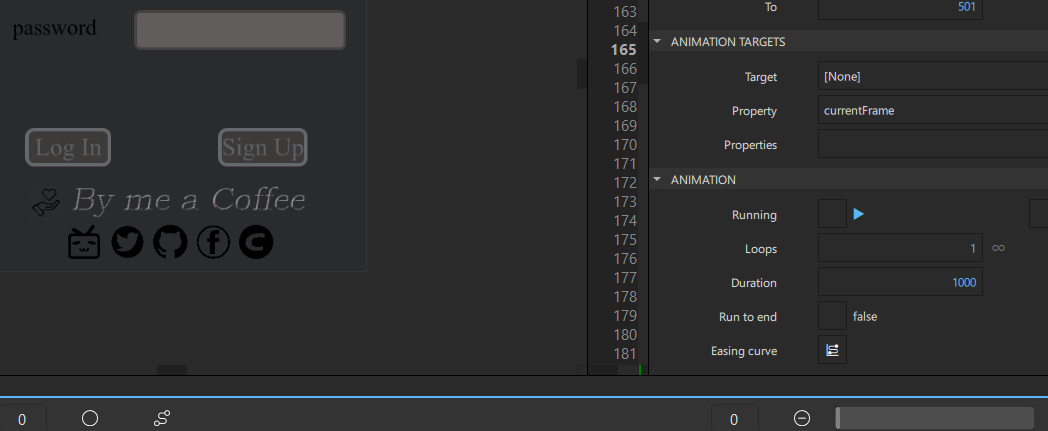 password
Log In
Sign Up
By me a Coffee
163
164
165
166
167
168
169
170
171
172
173
174
175
176
177
178
179
180
181
To 501
ANIMATION TARGETS
Target [None]
Property currentFrame
Properties
ANIMATION
Running
Loops 1
Duration 1000
Run to end false
Easing curve
0
0